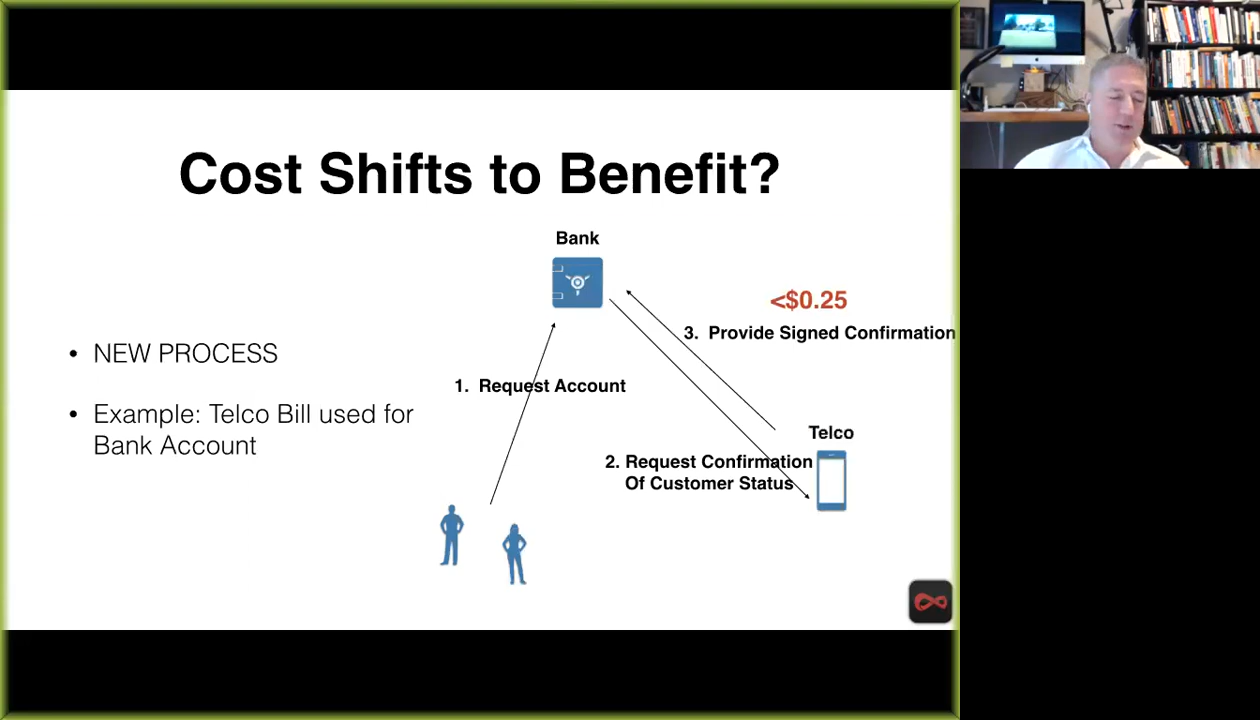 Cost Shifts to Benefit?
Bank
<$0.25
3. Provide Signed Confirmation
• NEW PROCESS
1. Request Account
• Example: Telco Bill used for
Bank Account
Telco
2. Request Confirmation
Of Customer Status